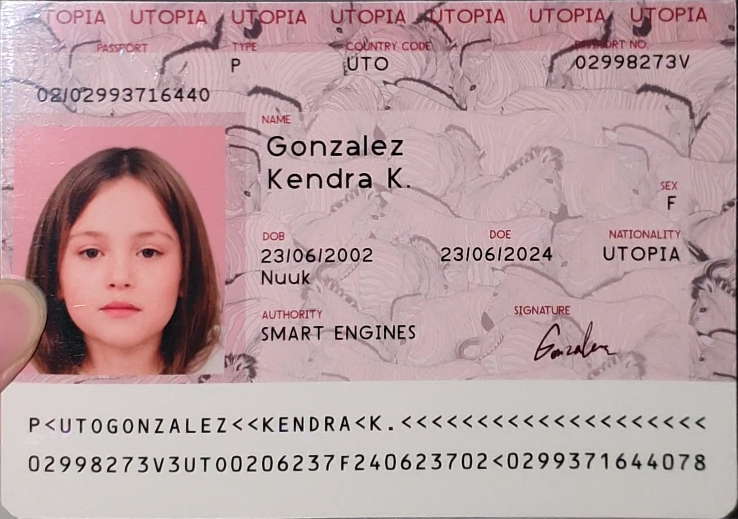 UTOPIA UTOPIA UTOPIA UTOPIA UTOPIA UTOPIA UTOPIA
PASSPORT TYPE COUNTRY CODE PASSPORT NO.
P UTO 02998273V
02/02993716440
NAME
Gonzalez
Kendra K.
SEX
F
DOB DOE NATIONALITY
23/06/2002 23/06/2024 UTOPIA
Nuuk
AUTHORITY SIGNATURE
SMART ENGINES
Gonzalez
P<UTOGONZALEZ<<KENDRA<K.<<<<<<<<<<<<<<<<<<<<
02998273V3UTO0206237F240623702<0299371644078